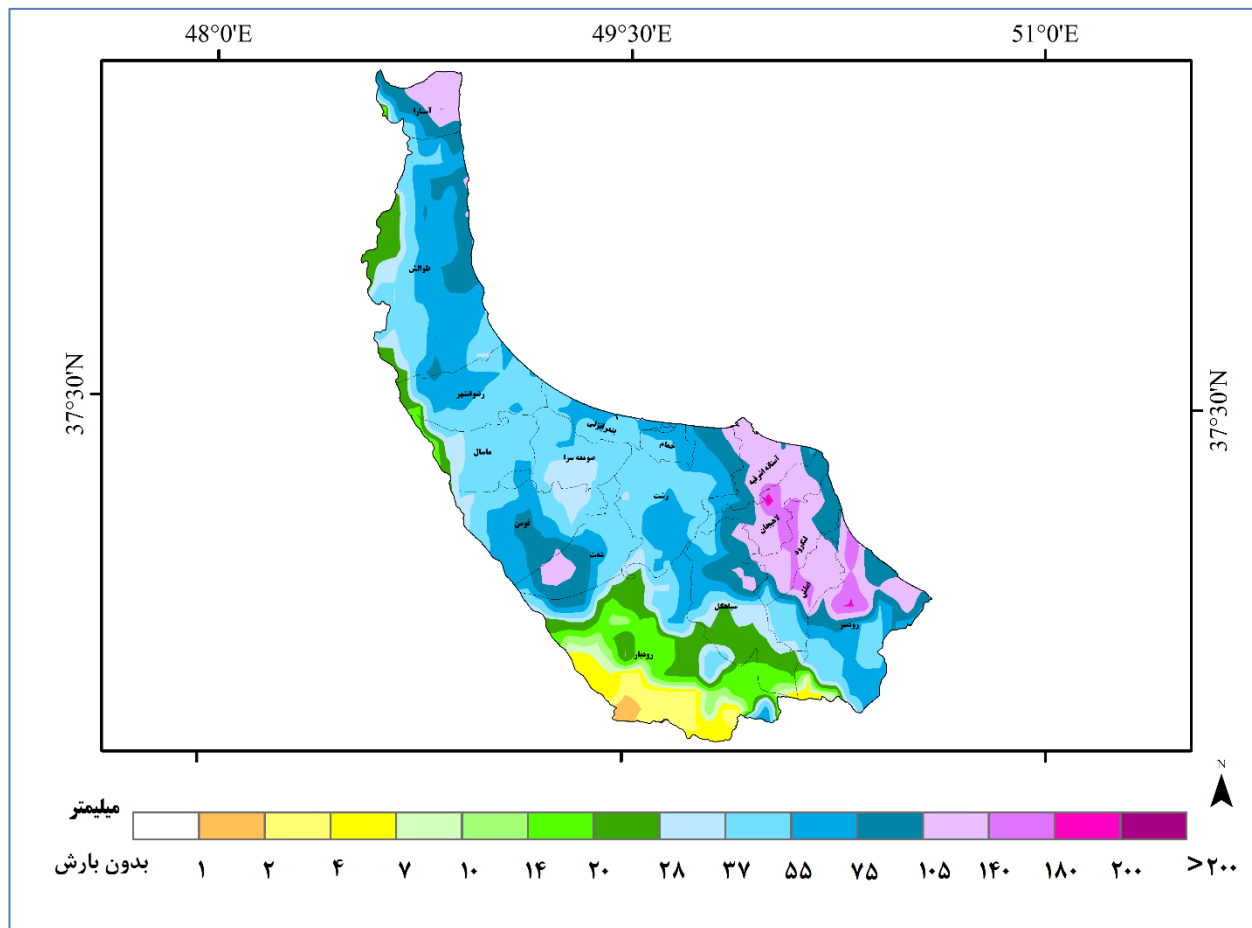 48°0'E 49°30'E 51°0'E
37°30'N 37°30'N
آستارا
طوالش
رضوانشهر
بندرانزلی
خمام
ماسال
صومعه سرا
آستانه اشرفیه
رشت
لاهیجان
فومن
لنگرود
شفت
املش
سیاهکل
رودسر
رودبار
N
میلیمتر
بدون بارش ۱ ۲ ۴ ۷ ۱۰ ۱۴ ۲۰ ۲۸ ۳۷ ۵۵ ۷۵ ۱۰۵ ۱۴۰ ۱۸۰ ۲۰۰ >۲۰۰